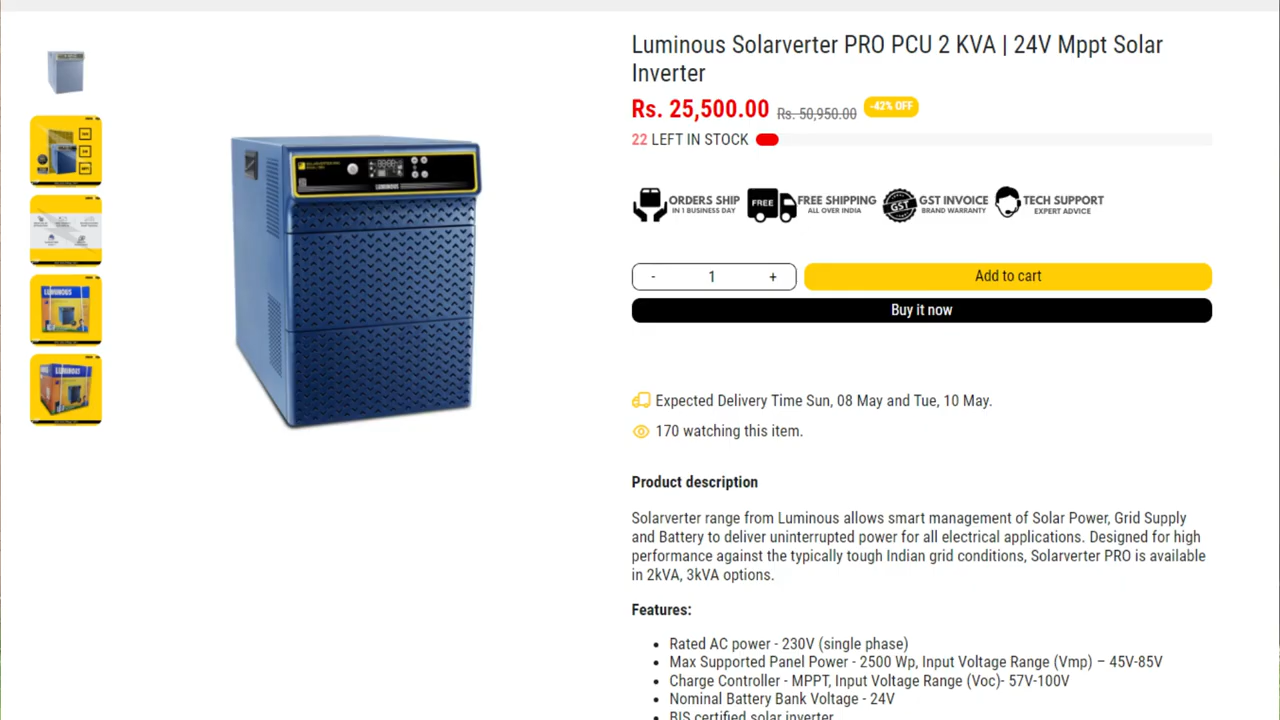 Luminous Solarverter PRO PCU 2 KVA | 24V Mppt Solar
Inverter
Rs. 25,500.00 Rs. 50,950.00 -42% OFF
22 LEFT IN STOCK
ORDERS SHIP
IN 1 BUSINESS DAY
FREE
FREE SHIPPING
ALL OVER INDIA
GST
GST INVOICE
BRAND WARRANTY
TECH SUPPORT
EXPERT ADVICE
- 1 +
Add to cart
Buy it now
LUMINOUS
LUMINOUS
LUMINOUS
Expected Delivery Time Sun, 08 May and Tue, 10 May.
170 watching this item.
Product description
Solarverter range from Luminous allows smart management of Solar Power, Grid Supply
and Battery to deliver uninterrupted power for all electrical applications. Designed for high
performance against the typically tough Indian grid conditions, Solarverter PRO is available
in 2kVA, 3kVA options.
Features:
Rated AC power - 230V (single phase)
Max Supported Panel Power - 2500 Wp, Input Voltage Range (Vmp) – 45V-85V
Charge Controller - MPPT, Input Voltage Range (Voc)- 57V-100V
Nominal Battery Bank Voltage - 24V
BIS certified solar inverter